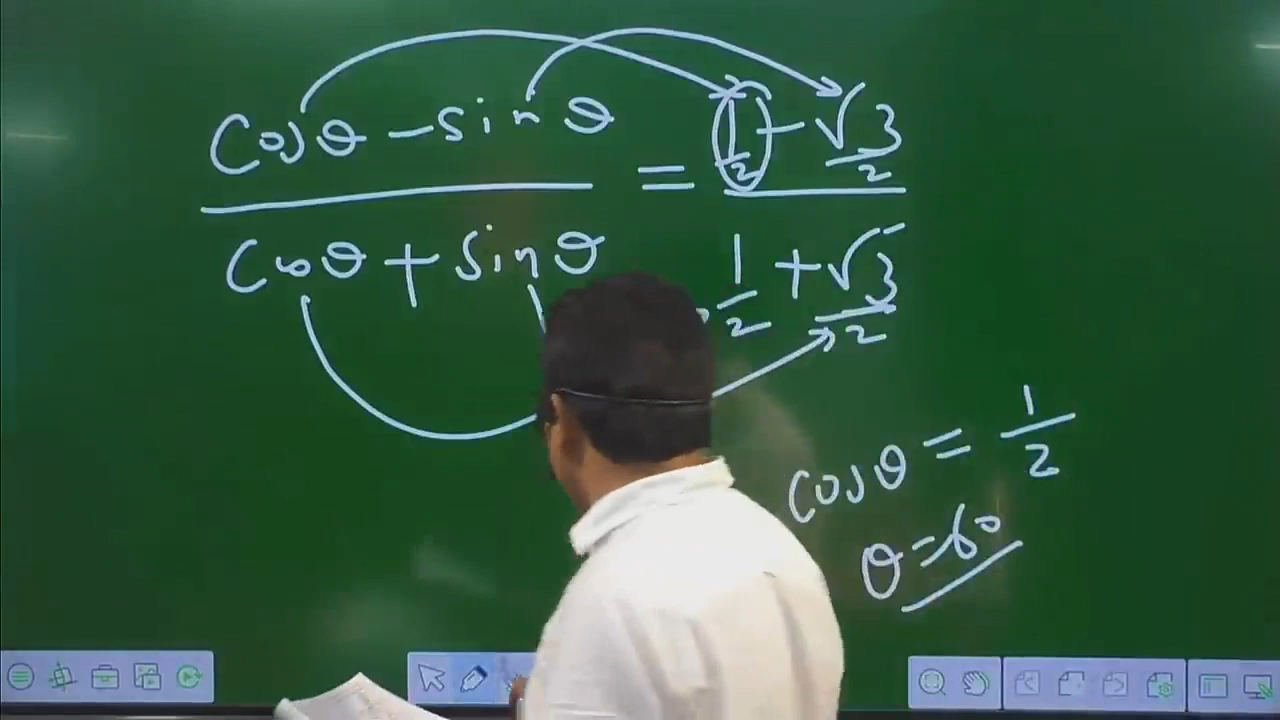 cosθ - sinθ / cosθ + sinθ = 1/2 - √3/2 / 1/2 + √3/2
cosθ = 1/2
θ = 60